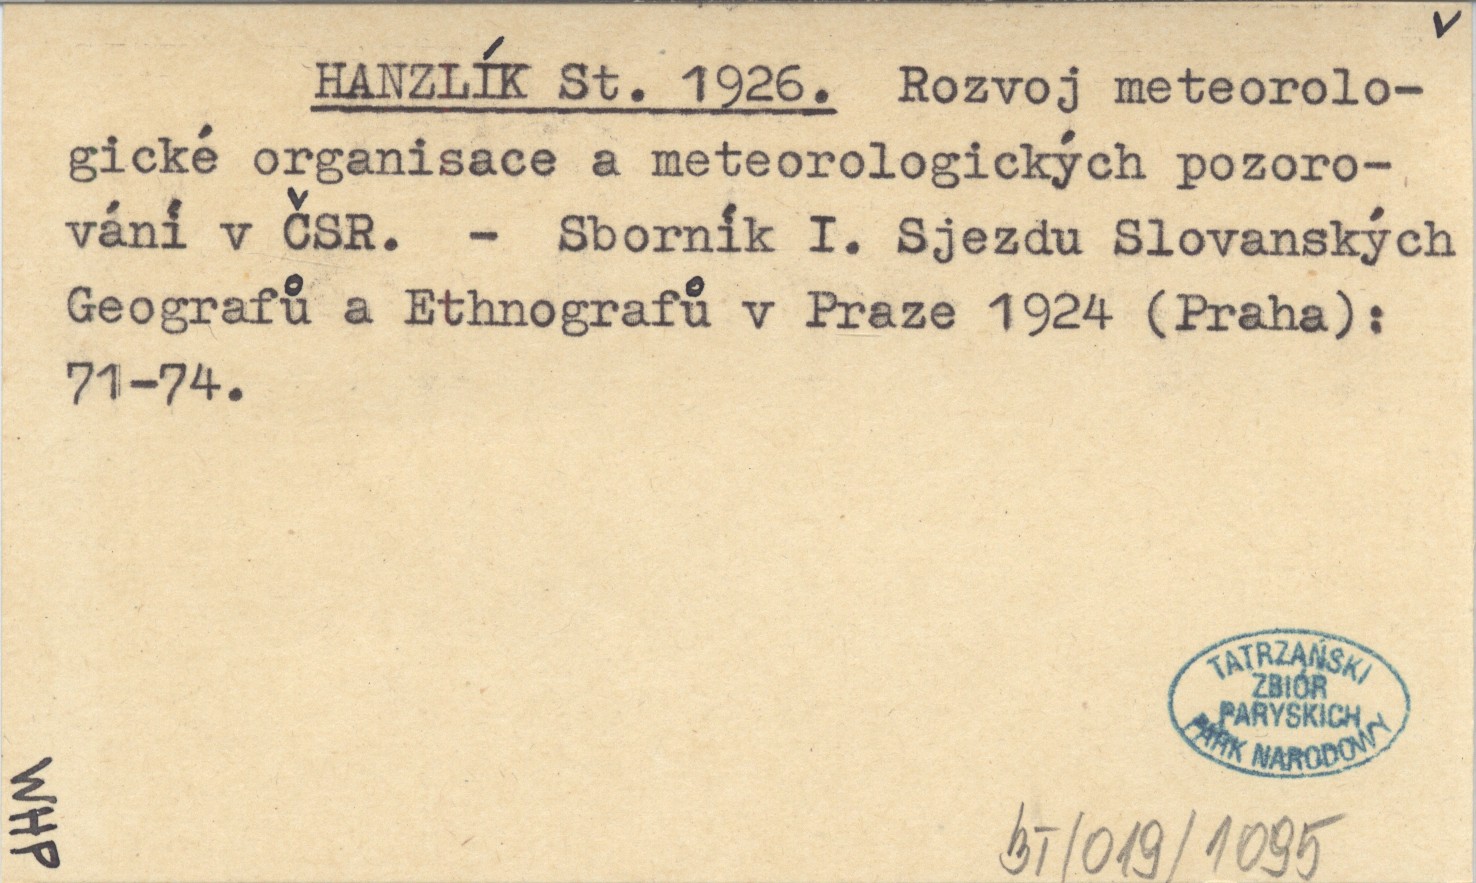 v
HANZLÍK St. 1926. Rozvoj meteorolo-
gické organisace a meteorologických pozoro-
vání v ČSR. - Sborník I. Sjezdu Slovanských
Geografů a Ethnografů v Praze 1924 (Praha):
71-74.
TATRZAŃSKI
ZBIÓR
PARYSKICH
PARK NARODOWY
WHP
BT/019/1095